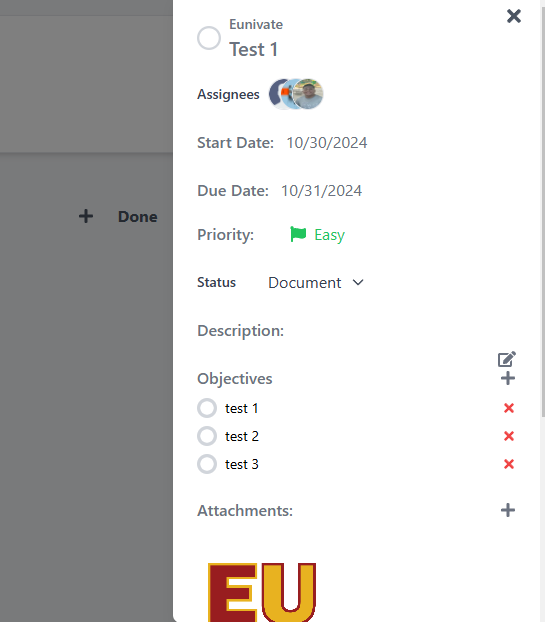 Eunivate
Test 1
Assignees
Start Date: 10/30/2024
Due Date: 10/31/2024
Done
Priority: Easy
Status Document
Description:
Objectives
test 1
test 2
test 3
Attachments:
EU